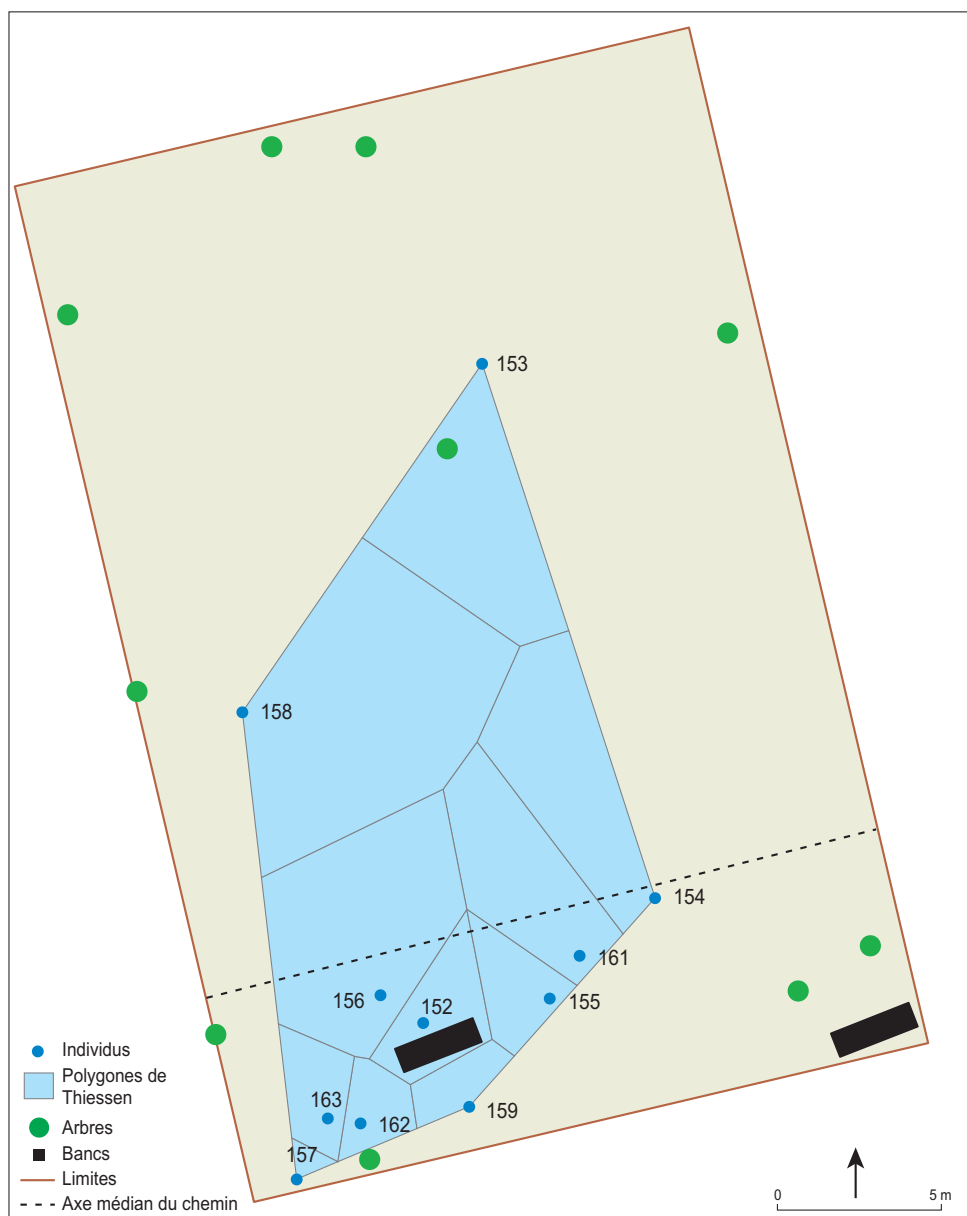 153
158
154
161
156
155
152
163
162
159
157
Individus
Polygones de
Thiessen
Arbres
Bancs
Limites
Axe médian du chemin
0 5 m